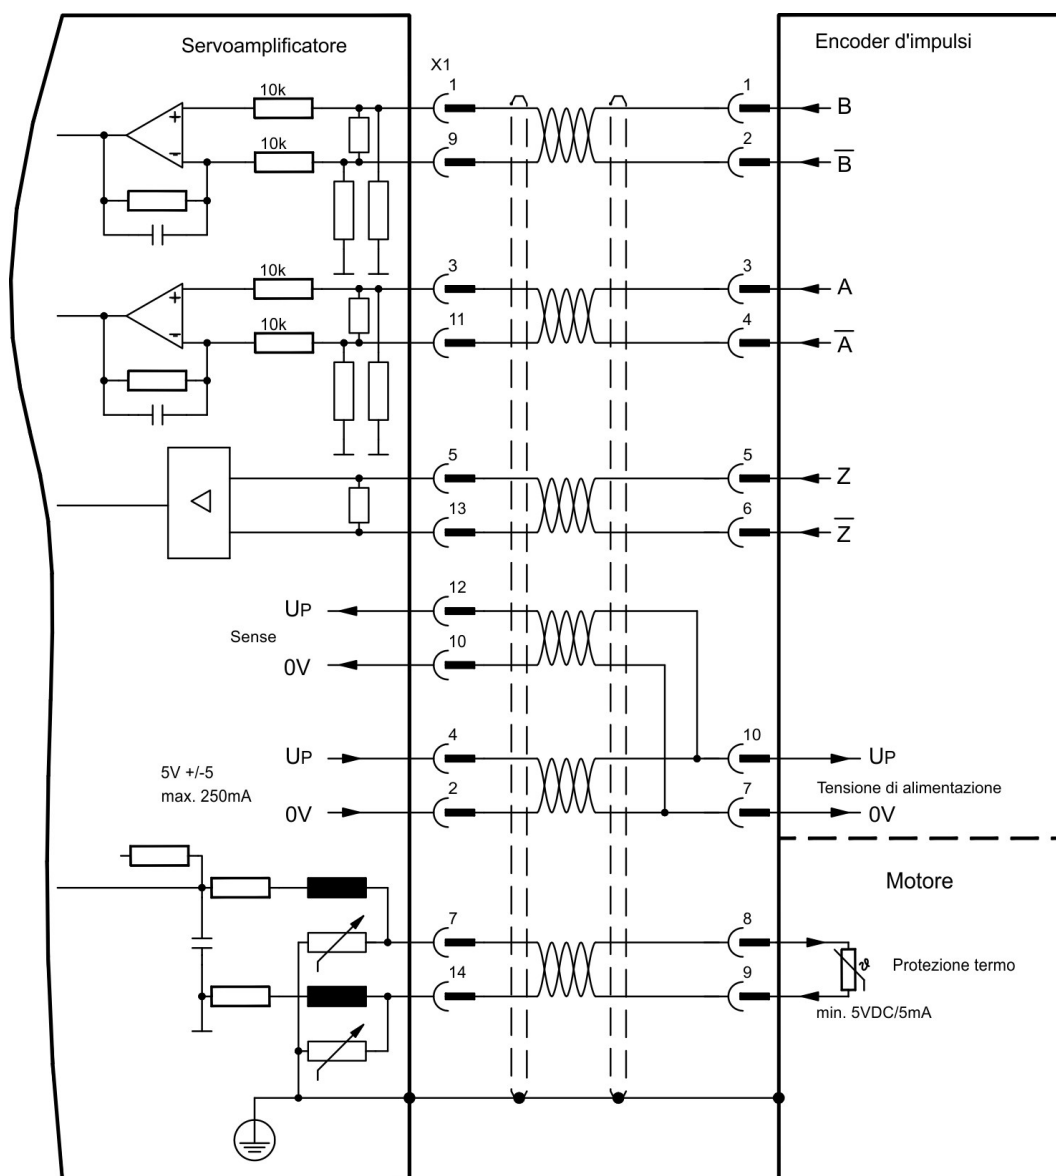 Servoamplificatore
Encoder d'impulsi
X1
10k
1
1
B
+
10k
9
2
B̅
-
10k
3
3
A
+
10k
11
4
A̅
-
5
5
Z
13
6
Z̅
UP
12
Sense
10
0V
UP
4
10
UP
5V +/-5
max. 250mA
Tensione di alimentazione
0V
2
7
0V
Motore
7
8
ϑ
Protezione termo
14
9
min. 5VDC/5mA